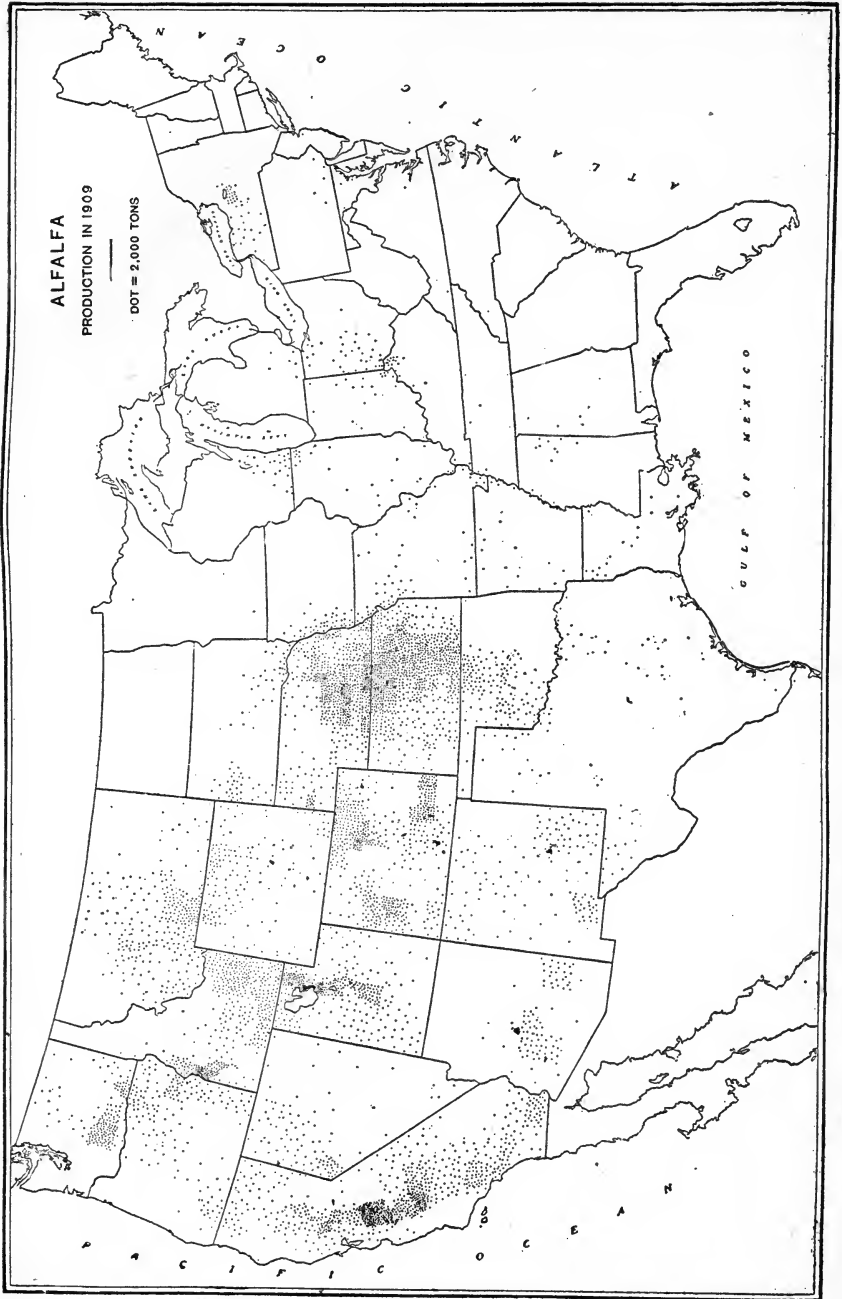 ALFALFA
PRODUCTION IN 1909
DOT = 2,000 TONS
ATLANTIC OCEAN
GULF OF MEXICO
PACIFIC OCEAN